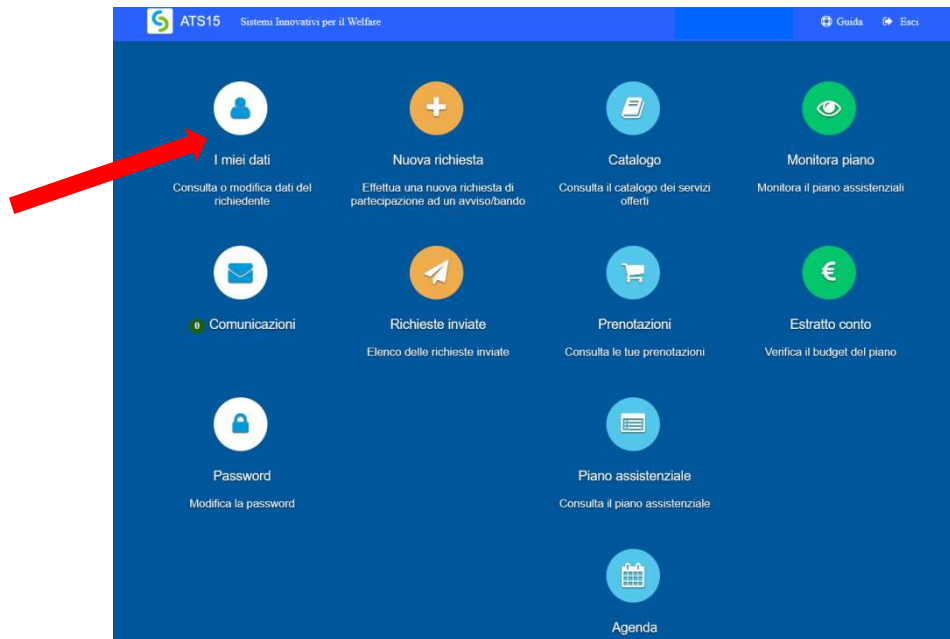 ATS15 Sistemi Innovativi per il Welfare
Guida Esci
I miei dati
Consulta o modifica dati del
richiedente
Nuova richiesta
Effettua una nuova richiesta di
partecipazione ad un avviso/bando
Catalogo
Consulta il catalogo dei servizi
offerti
Monitora piano
Monitora il piano assistenziali
0 Comunicazioni
Richieste inviate
Elenco delle richieste inviate
Prenotazioni
Consulta le tue prenotazioni
Estratto conto
Verifica il budget del piano
Password
Modifica la password
Piano assistenziale
Consulta il piano assistenziale
Agenda